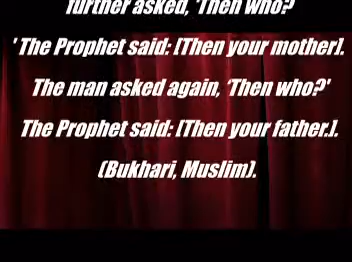 further asked, 'Then who?
' The Prophet said: [Then your mother].
The man asked again, 'Then who?'
The Prophet said: [Then your father.].
(Bukhari, Muslim).